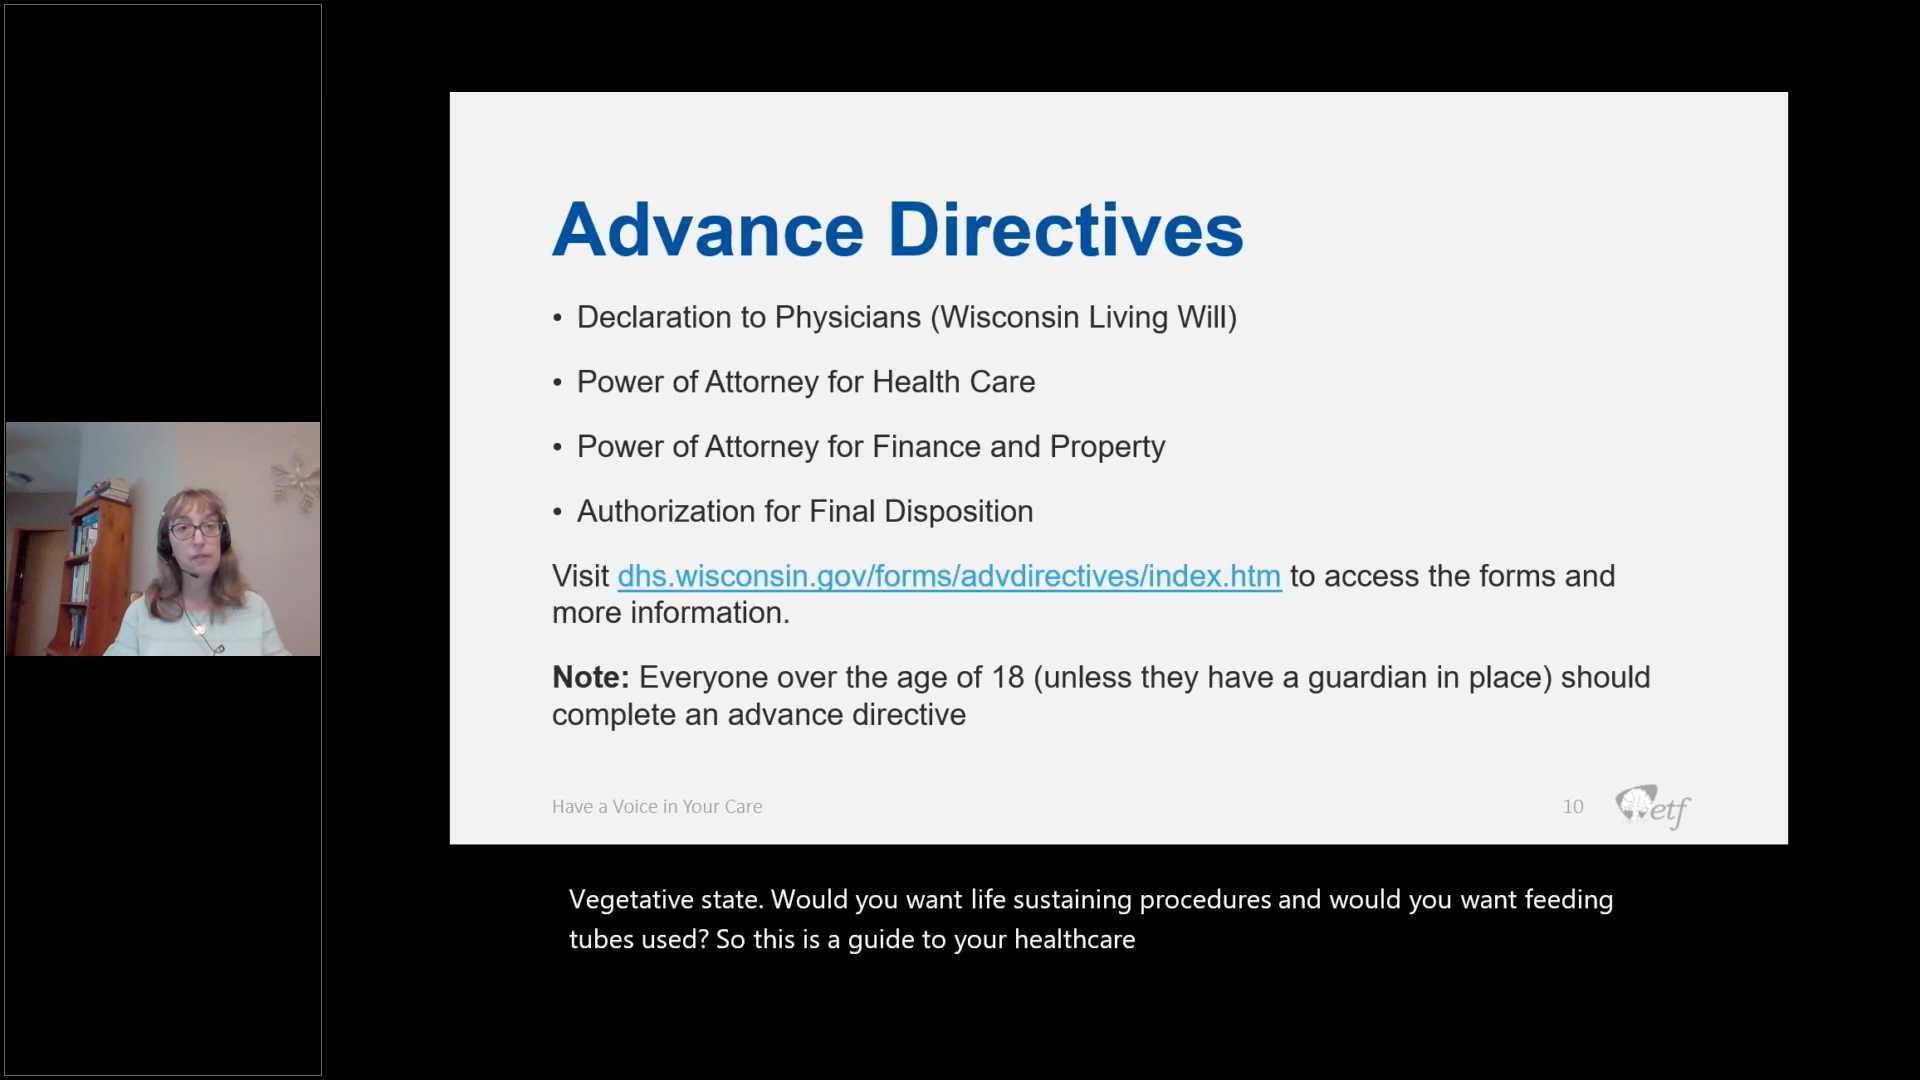 Advance Directives
• Declaration to Physicians (Wisconsin Living Will)
• Power of Attorney for Health Care
• Power of Attorney for Finance and Property
• Authorization for Final Disposition
Visit dhs.wisconsin.gov/forms/advdirectives/index.htm to access the forms and
more information.
Note: Everyone over the age of 18 (unless they have a guardian in place) should
complete an advance directive
Have a Voice in Your Care
10
etf
Vegetative state. Would you want life sustaining procedures and would you want feeding
tubes used? So this is a guide to your healthcare